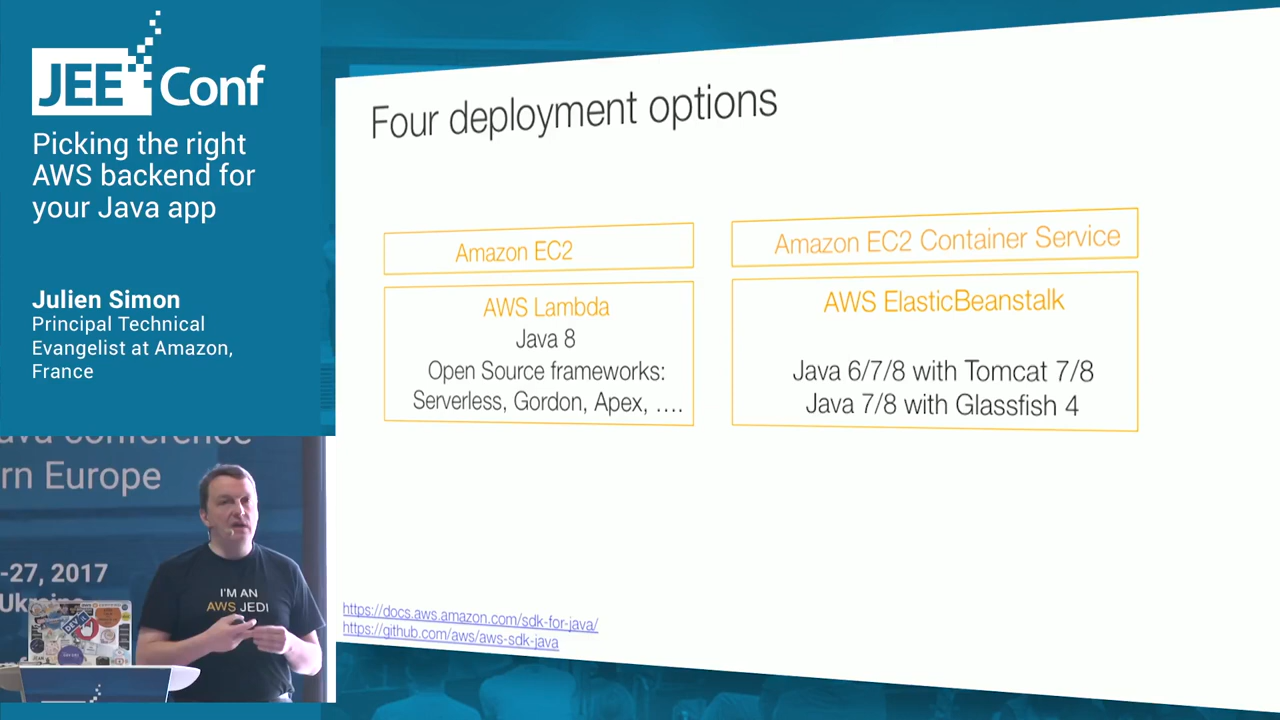 JEE Conf
Picking the right
AWS backend for
your Java app
Julien Simon
Principal Technical
Evangelist at Amazon,
France
Four deployment options
Amazon EC2
AWS Lambda
Java 8
Open Source frameworks:
Serverless, Gordon, Apex, ….
Amazon EC2 Container Service
AWS ElasticBeanstalk
Java 6/7/8 with Tomcat 7/8
Java 7/8 with Glassfish 4
https://docs.aws.amazon.com/sdk-for-java/
https://github.com/aws/aws-sdk-java
ava conference
rn Europe
-27, 2017
Ukraine
I'M AN
AWS JEDI
JEE